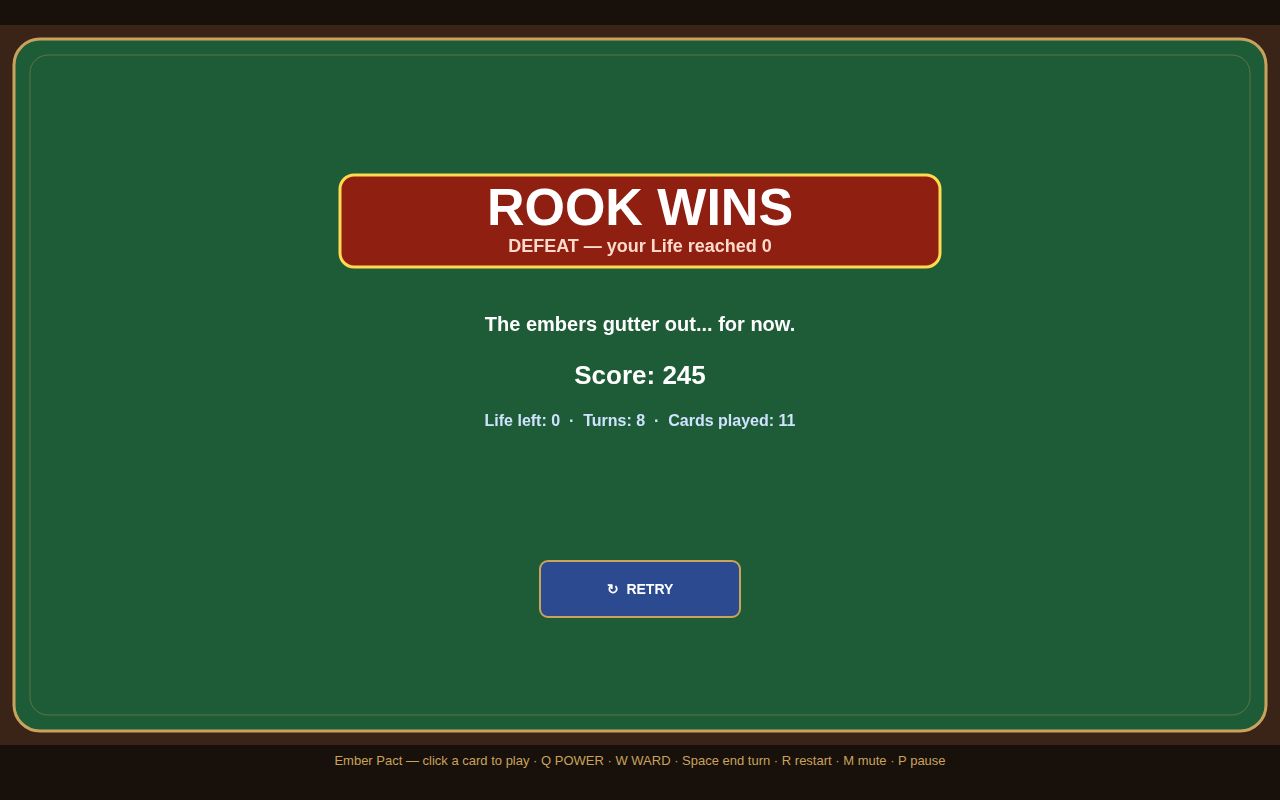 ROOK WINS
DEFEAT — your Life reached 0
The embers gutter out... for now.
Score: 245
Life left: 0 · Turns: 8 · Cards played: 11
↻ RETRY
Ember Pact — click a card to play · Q POWER · W WARD · Space end turn · R restart · M mute · P pause